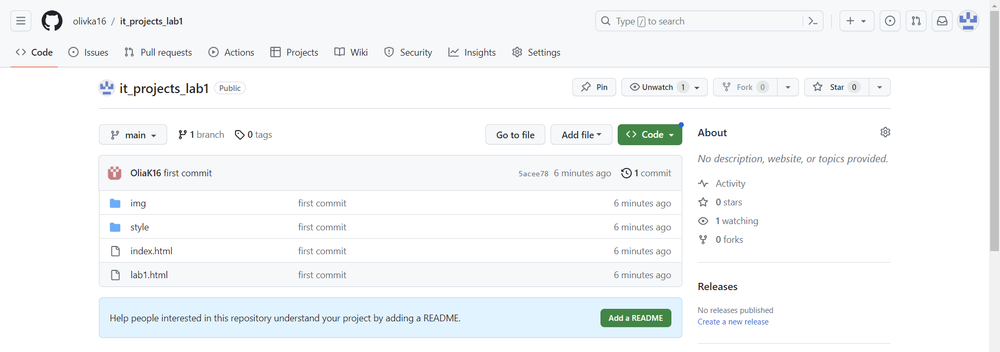 olivka16 / it_projects_lab1
Type / to search
Code Issues Pull requests Actions Projects Wiki Security Insights Settings
it_projects_lab1 Public
Pin Unwatch 1 Fork 0 Star 0
main 1 branch 0 tags Go to file Add file Code
OliaK16 first commit 5acee78 6 minutes ago 1 commit
img first commit 6 minutes ago
style first commit 6 minutes ago
index.html first commit 6 minutes ago
lab1.html first commit 6 minutes ago
Help people interested in this repository understand your project by adding a README. Add a README
About
No description, website, or topics provided.
Activity
0 stars
1 watching
0 forks
Releases
No releases published
Create a new release